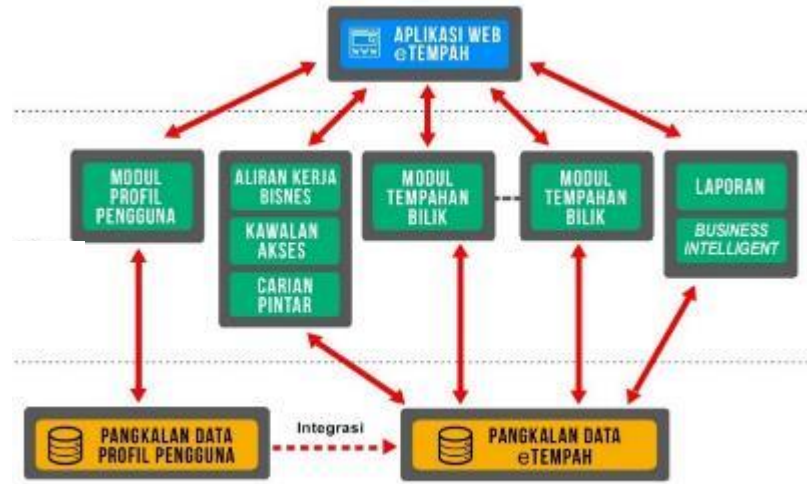 APLIKASI WEB
eTEMPAH
MODUL
PROFIL
PENGGUNA
ALIRAN KERJA
BISNES
KAWALAN
AKSES
CARIAN
PINTAR
MODUL
TEMPAHAN
BILIK
MODUL
TEMPAHAN
BILIK
LAPORAN
BUSINESS
INTELLIGENT
PANGKALAN DATA
PROFIL PENGGUNA
Integrasi
PANGKALAN DATA
eTEMPAH